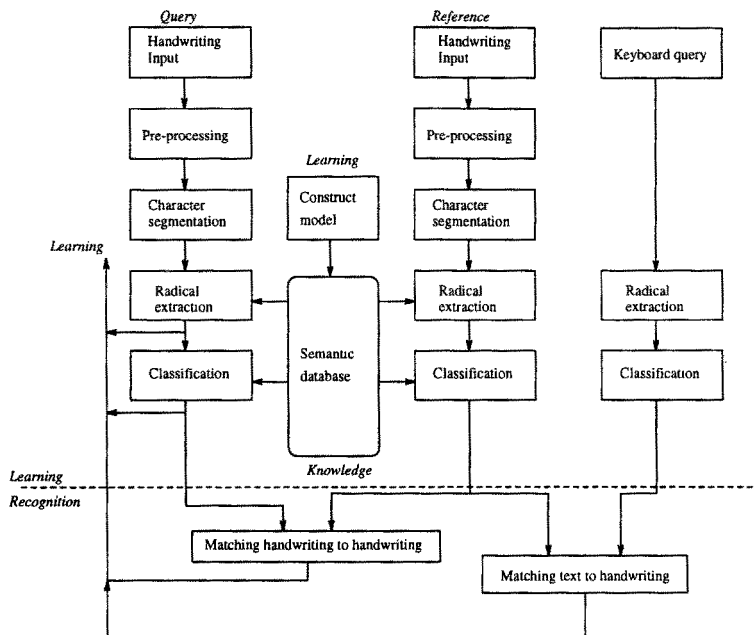 Query
Reference
Handwriting
Input
Handwriting
Input
Keyboard query
Pre-processing
Pre-processing
Learning
Character
segmentation
Construct
model
Character
segmentation
Learning
Radical
extraction
Radical
extraction
Radical
extraction
Semantic
database
Classification
Classification
Classification
Knowledge
Learning
Recognition
Matching handwriting to handwriting
Matching text to handwriting